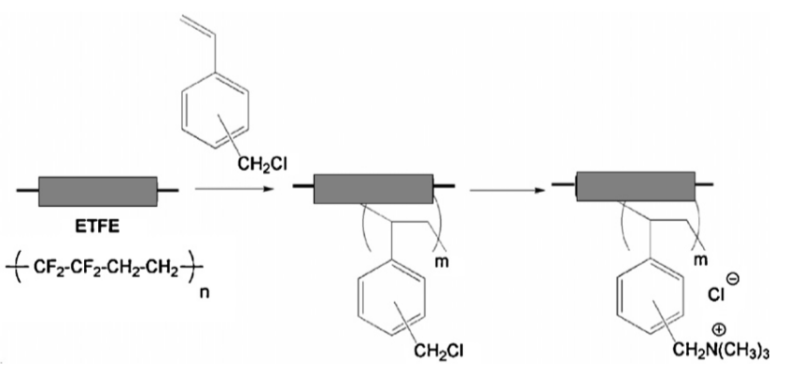 CH₂Cl
ETFE
( CF₂-CF₂-CH₂-CH₂ )
n
m
CH₂Cl
m
Cl⊖
⊕
CH₂N(CH₃)₃